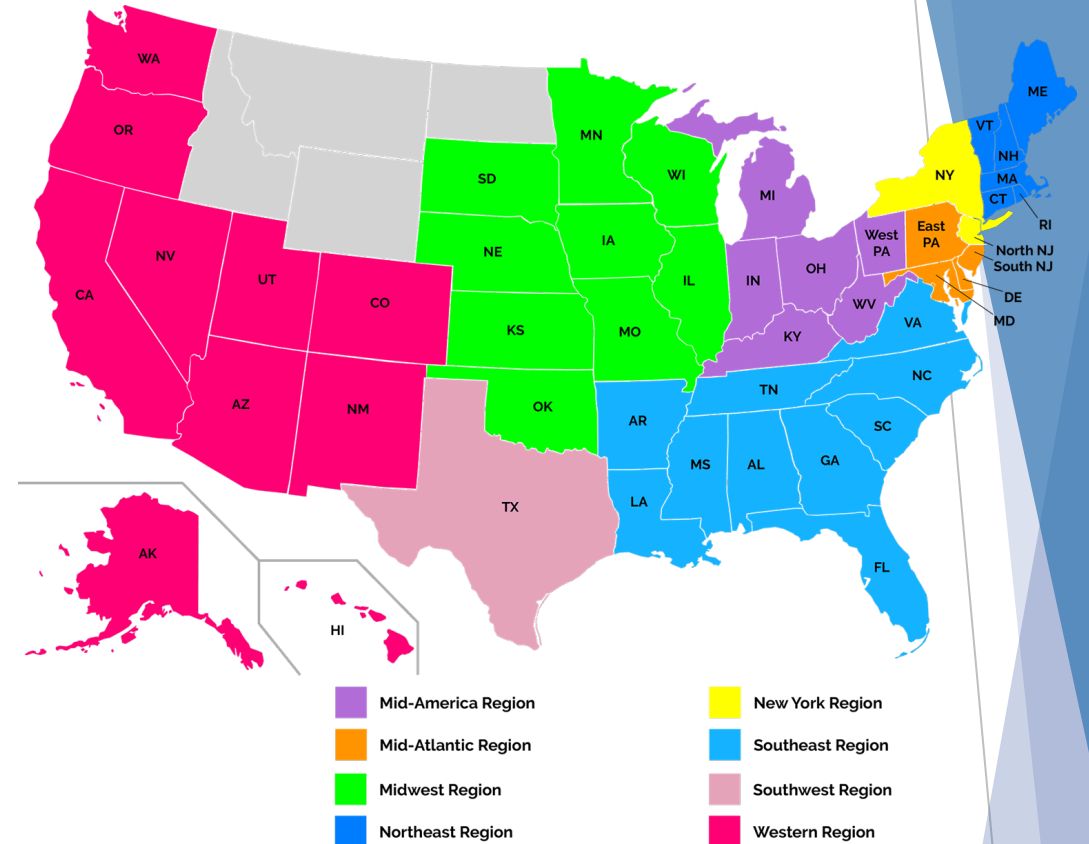 ME
WA
VT
OR
MN
NH
NY
WI
MA
SD
MI
CT
RI
West
PA
East
PA
IA
North NJ
NE
NV
South NJ
UT
OH
IL
IN
DE
CA
CO
WV
MD
VA
KS
MO
KY
NC
TN
AZ
NM
OK
AR
SC
GA
MS
AL
LA
TX
AK
FL
HI
Mid-America Region
New York Region
Mid-Atlantic Region
Southeast Region
Midwest Region
Southwest Region
Northeast Region
Western Region